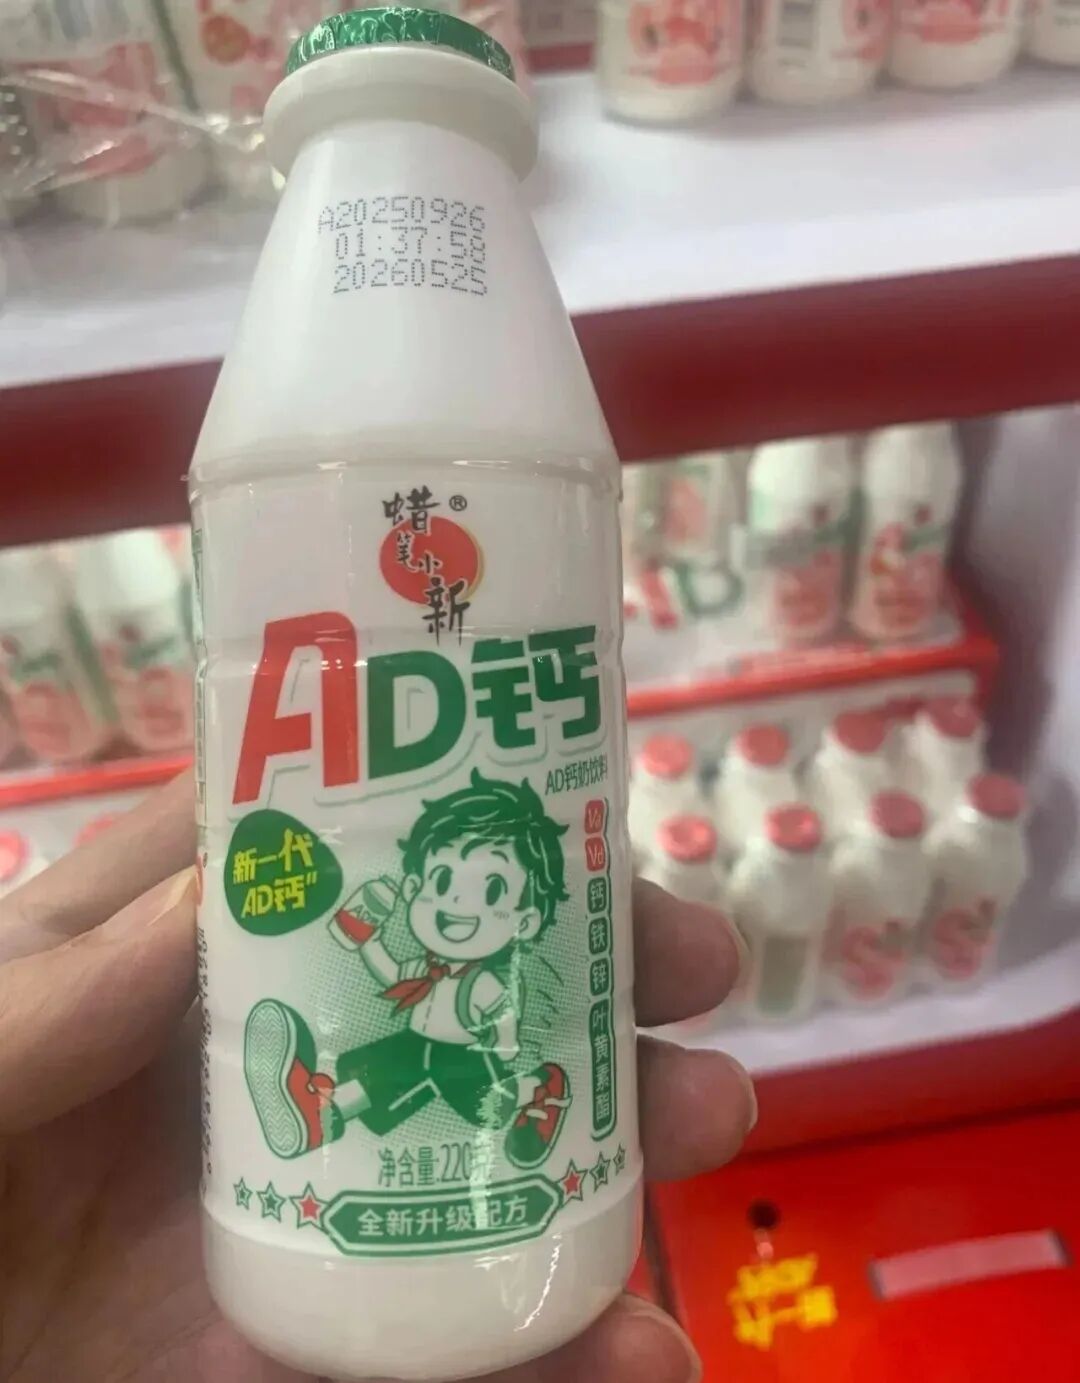 A20250926
01:37:58
20260525
蜡笔小新®
AD钙
AD钙奶饮料
新一代
AD钙"
Va
Vd
钙
铁
锌
叶黄素酯
净含量:220克
全新升级配方
AD